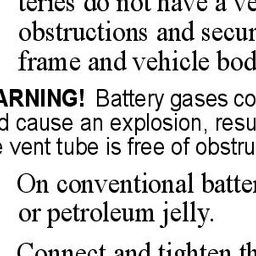 teries do not have a ve
obstructions and secur
frame and vehicle bod
ARNING! Battery gases co
d cause an explosion, resu
e vent tube is free of obstru
On conventional batter
or petroleum jelly.
Connect and tighten th